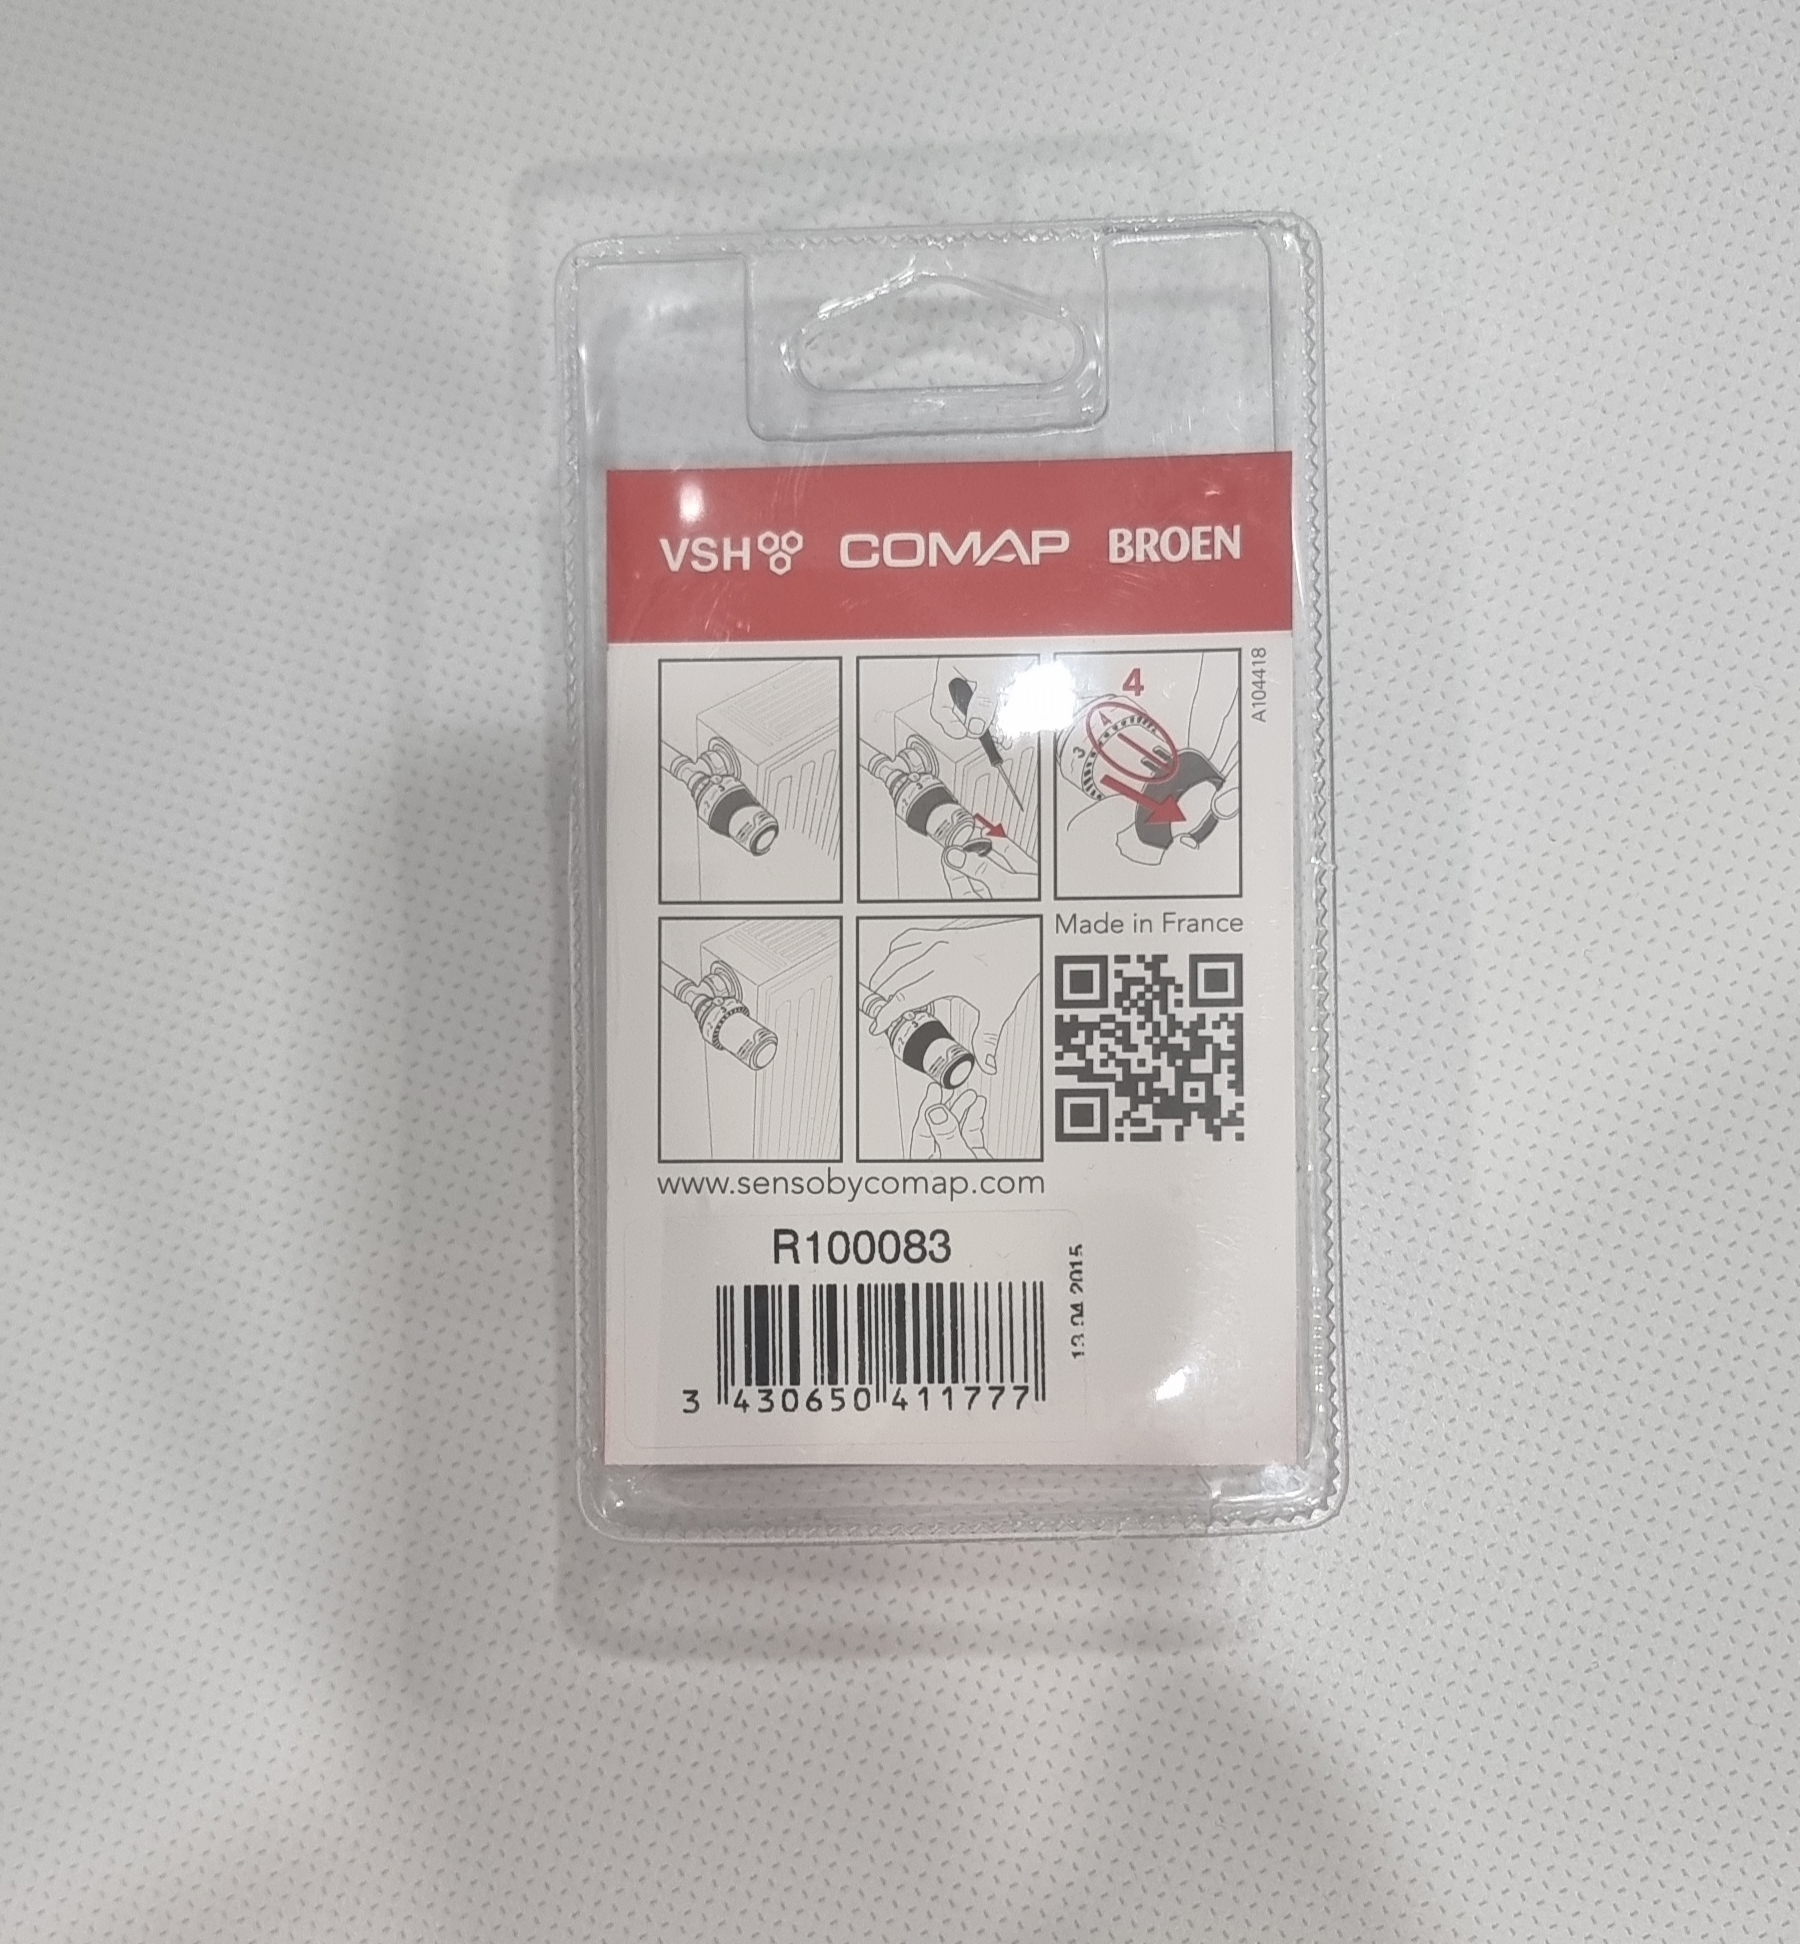 VSH COMAP BROEN
A104418
4
4
3
Made in France
www.sensobycomap.com
R100083
13 04 2015
3 430650 411777